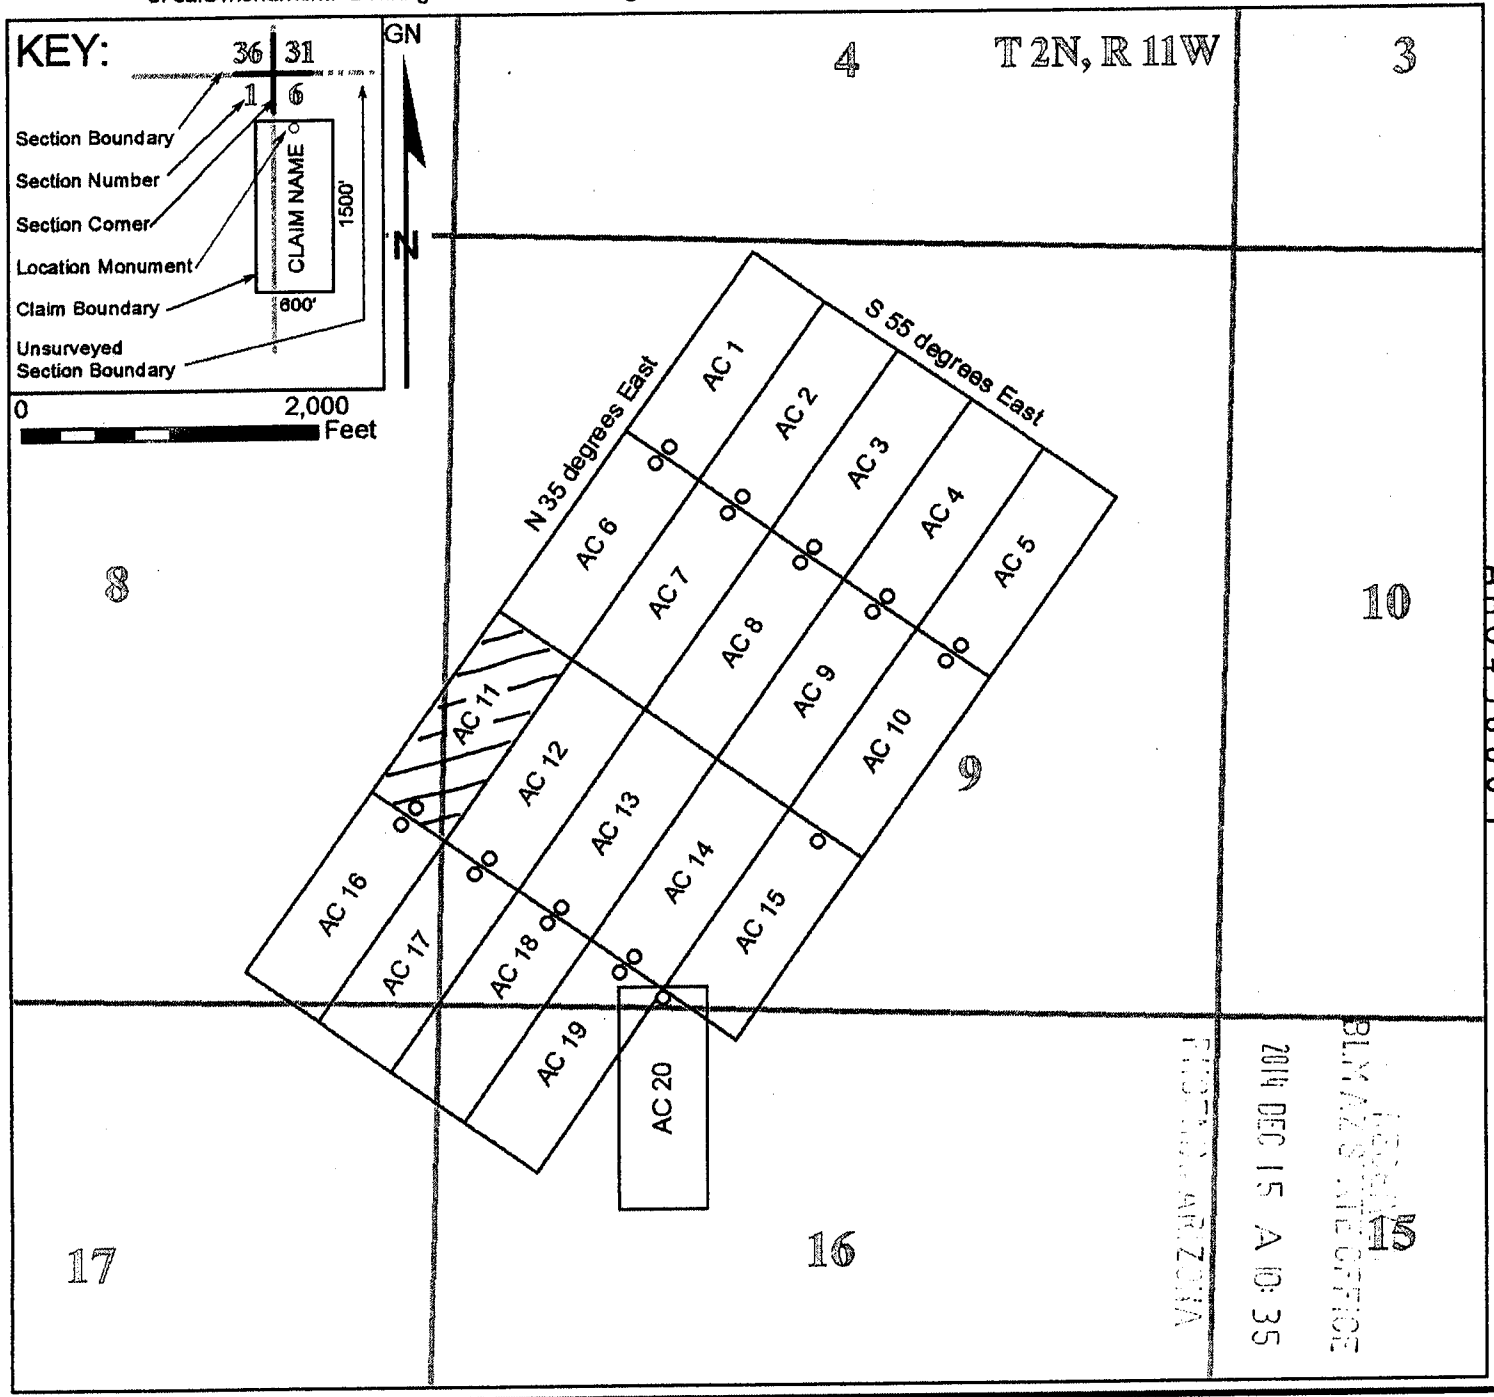 KEY:
36 31
1 6
Section Boundary
Section Number
Section Corner
Location Monument
Claim Boundary
Unsurveyed
Section Boundary
CLAIM NAME
1500'
600'
GN
N
0 2,000
Feet
4
T 2N, R 11W
3
8
10
9
17
16
15
N 35 degrees East
S 55 degrees East
AC 1
AC 2
AC 3
AC 4
AC 5
AC 6
AC 7
AC 8
AC 9
AC 10
AC 11
AC 12
AC 13
AC 14
AC 15
AC 16
AC 17
AC 18
AC 19
AC 20
BLM AZ OFFICE
2014 DEC 15 A 10: 35
ARIZONA